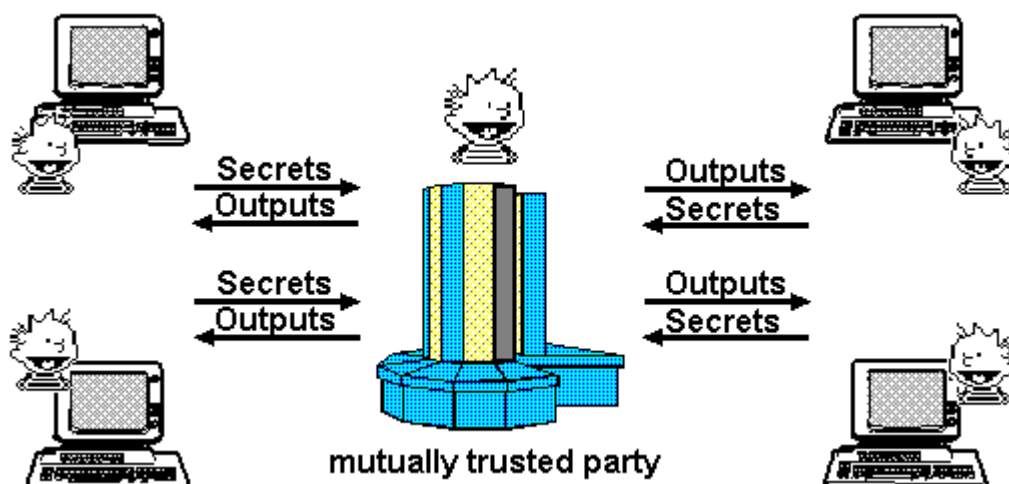 Secrets
Outputs
Outputs
Secrets
Secrets
Outputs
Outputs
Secrets
mutually trusted party